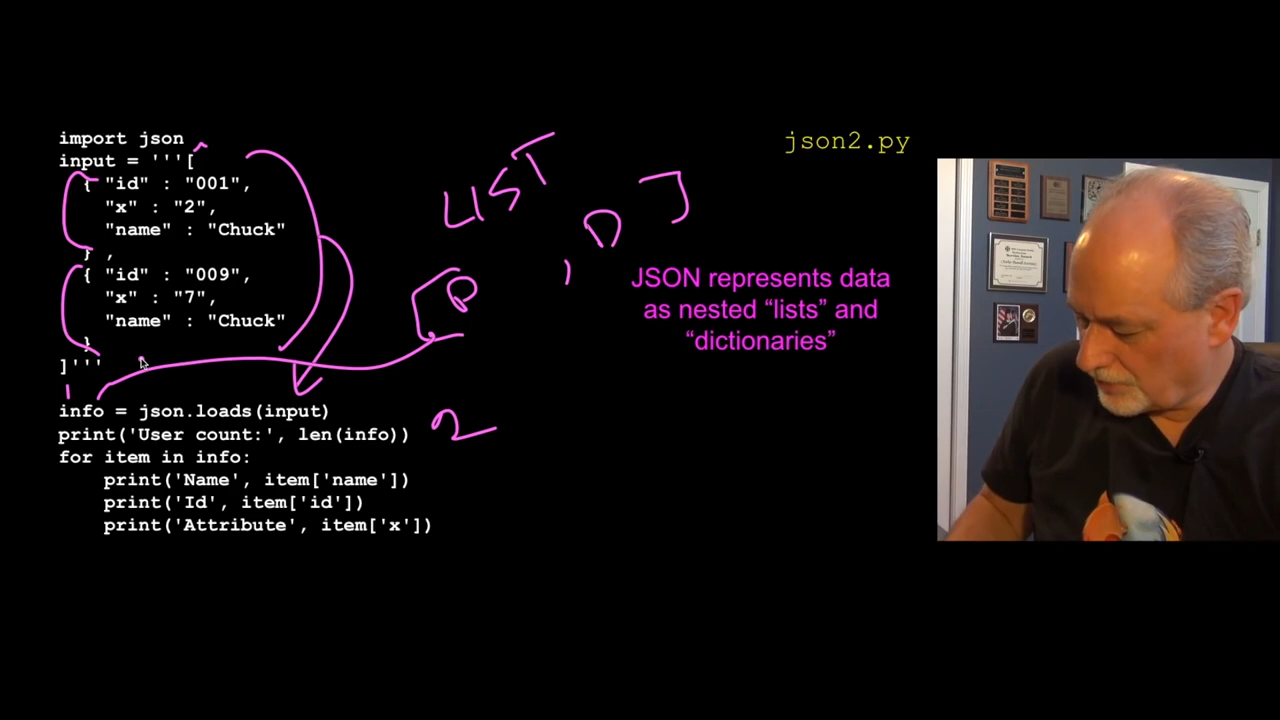 import json
input = '''[
{ "id" : "001",
"x" : "2",
"name" : "Chuck"
} ,
{ "id" : "009",
"x" : "7",
"name" : "Chuck"
}
]'''
info = json.loads(input)
print('User count:', len(info))
for item in info:
print('Name', item['name'])
print('Id', item['id'])
print('Attribute', item['x'])
LIST
[D , D ]
2
json2.py
JSON represents data
as nested “lists” and
“dictionaries”